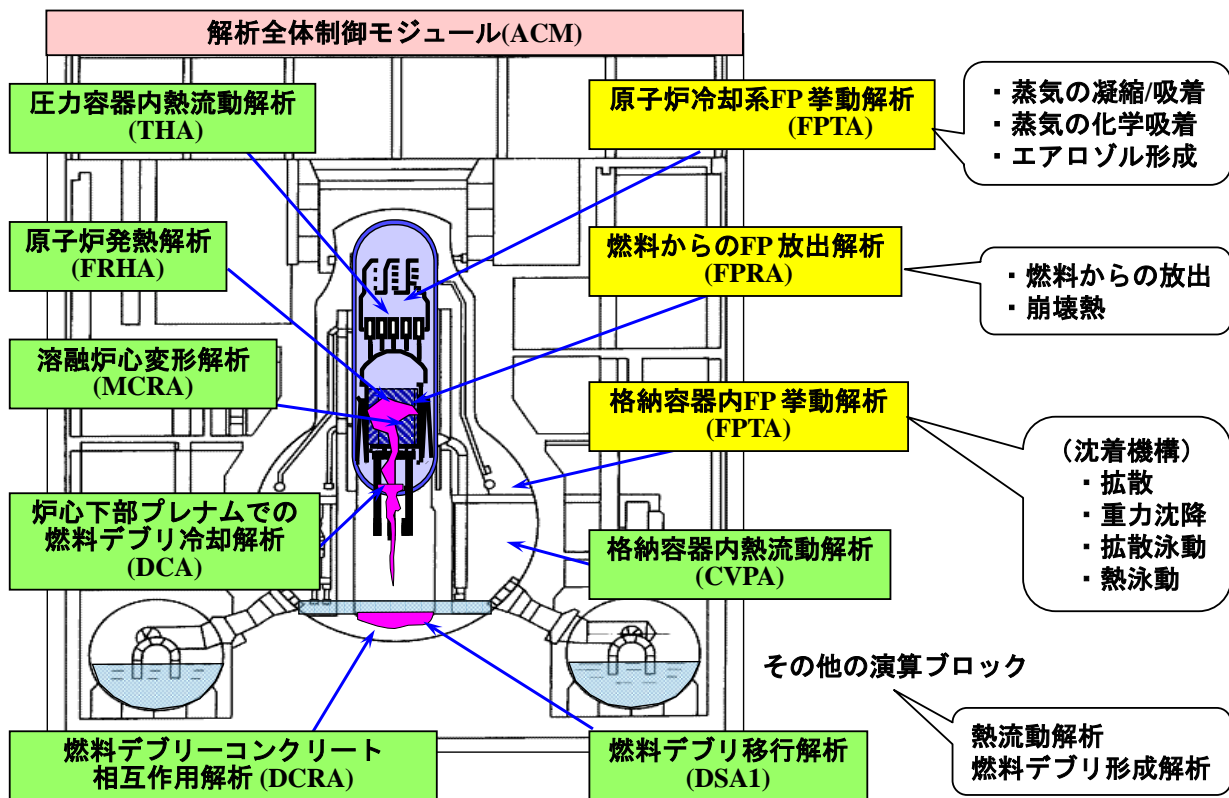 解析全体制御モジュール(ACM)
圧力容器内熱流動解析
(THA)
原子炉冷却系FP 挙動解析
(FPTA)
・蒸気の凝縮/吸着
・蒸気の化学吸着
・エアロゾル形成
原子炉発熱解析
(FRHA)
燃料からのFP 放出解析
(FPRA)
・燃料からの放出
・崩壊熱
溶融炉心変形解析
(MCRA)
格納容器内FP 挙動解析
(FPTA)
（沈着機構）
・拡散
・重力沈降
・拡散泳動
・熱泳動
炉心下部プレナムでの
燃料デブリ冷却解析
(DCA)
格納容器内熱流動解析
(CVPA)
その他の演算ブロック
熱流動解析
燃料デブリ形成解析
燃料デブリーコンクリート
相互作用解析 (DCRA)
燃料デブリ移行解析
(DSA1)